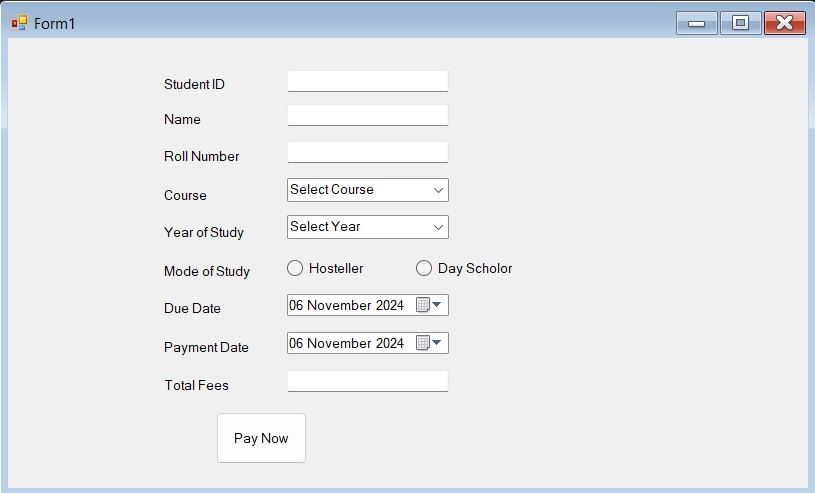 Form1
Student ID
Name
Roll Number
Course Select Course
Year of Study Select Year
Mode of Study Hosteller Day Scholor
Due Date 06 November 2024
Payment Date 06 November 2024
Total Fees
Pay Now